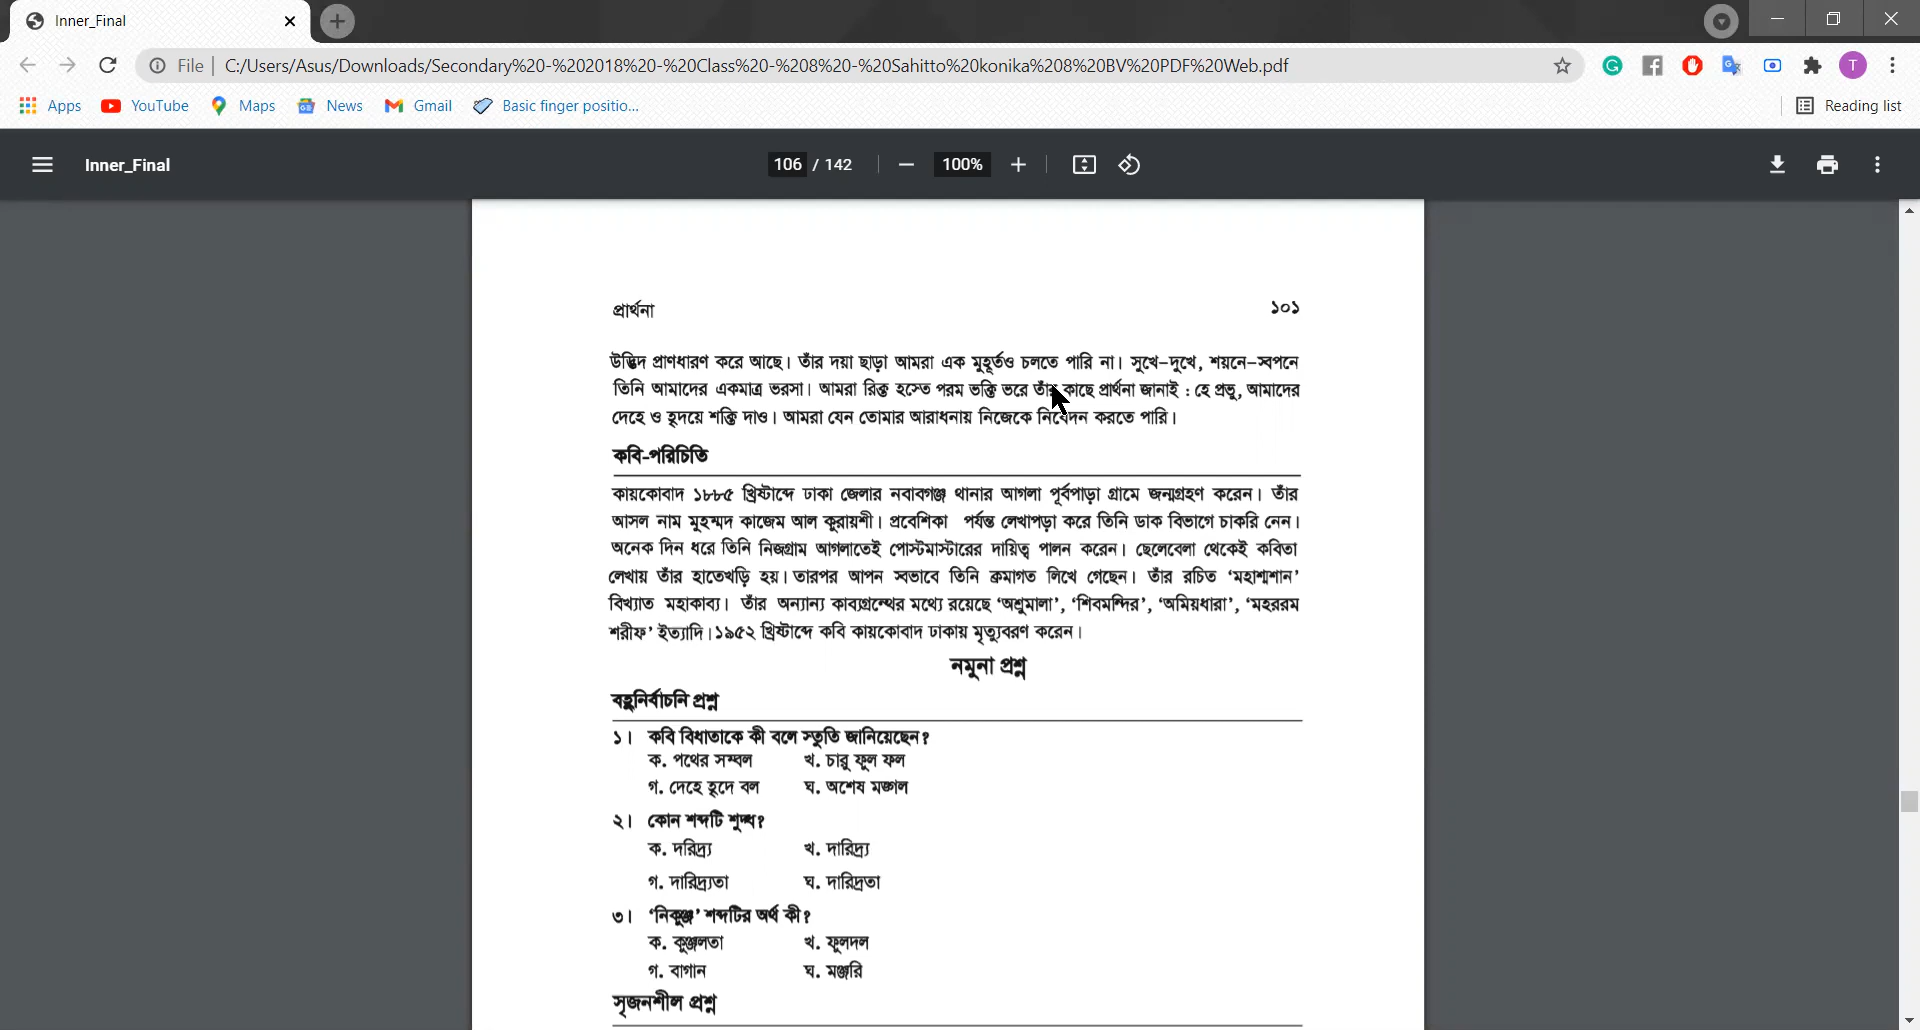 Inner_Final
File | C:/Users/Asus/Downloads/Secondary%20-%202018%20-%20Class%20-%208%20-%20Sahitto%20konika%208%20BV%20PDF%20Web.pdf
T
Apps YouTube Maps News Gmail Basic finger positio... Reading list
Inner_Final 106 / 142 100%
প্রার্থনা ১০১
উদ্ভিদ প্রাণধারণ করে আছে। তাঁর দয়া ছাড়া আমরা এক মুহূর্তও চলতে পারি না। সুখে-দুখে, শয়নে-স্বপনে
তিনি আমাদের একমাত্র ভরসা। আমরা রিক্ত হস্তে পরম ভক্তি ভরে তাঁর কাছে প্রার্থনা জানাই : হে প্রভু, আমাদের
দেহে ও হৃদয়ে শক্তি দাও। আমরা যেন তোমার আরাধনায় নিজেকে নিবেদন করতে পারি।
কবি-পরিচিতি
কায়কোবাদ ১৮৮৫ খ্রিষ্টাব্দে ঢাকা জেলার নবাবগঞ্জ থানার আগলা পূর্বপাড়া গ্রামে জন্মগ্রহণ করেন। তাঁর
আসল নাম মুহম্মদ কাজেম আল কুরায়শী। প্রবেশিকা পর্যন্ত লেখাপড়া করে তিনি ডাক বিভাগে চাকরি নেন।
অনেক দিন ধরে তিনি নিজগ্রাম আগলাতেই পোস্টমাস্টারের দায়িত্ব পালন করেন। ছেলেবেলা থেকেই কবিতা
লেখায় তাঁর হাতেখড়ি হয়। তারপর আপন স্বভাবে তিনি ক্রমাগত লিখে গেছেন। তাঁর রচিত ‘মহাশ্মশান’
বিখ্যাত মহাকাব্য। তাঁর অন্যান্য কাব্যগ্রন্থের মধ্যে রয়েছে ‘অশ্রুমালা’, ‘শিবমন্দির’, ‘অমিয়ধারা’, ‘মহররম
শরীফ’ ইত্যাদি। ১৯৫২ খ্রিষ্টাব্দে কবি কায়কোবাদ ঢাকায় মৃত্যুবরণ করেন।
নমুনা প্রশ্ন
বহুনির্বাচনি প্রশ্ন
১। কবি বিধাতাকে কী বলে স্তুতি জানিয়েছেন?
ক. পথের সম্বল খ. চারু ফুল ফল
গ. দেহে হৃদে বল ঘ. অশেষ মঙ্গল
২। কোন শব্দটি শুদ্ধ?
ক. দরিদ্র্য খ. দারিদ্র্য
গ. দারিদ্র্যতা ঘ. দারিদ্রতা
৩। ‘নিকুঞ্জ’ শব্দটির অর্থ কী?
ক. কুঞ্জলতা খ. ফুলদল
গ. বাগান ঘ. মঞ্জরি
সৃজনশীল প্রশ্ন